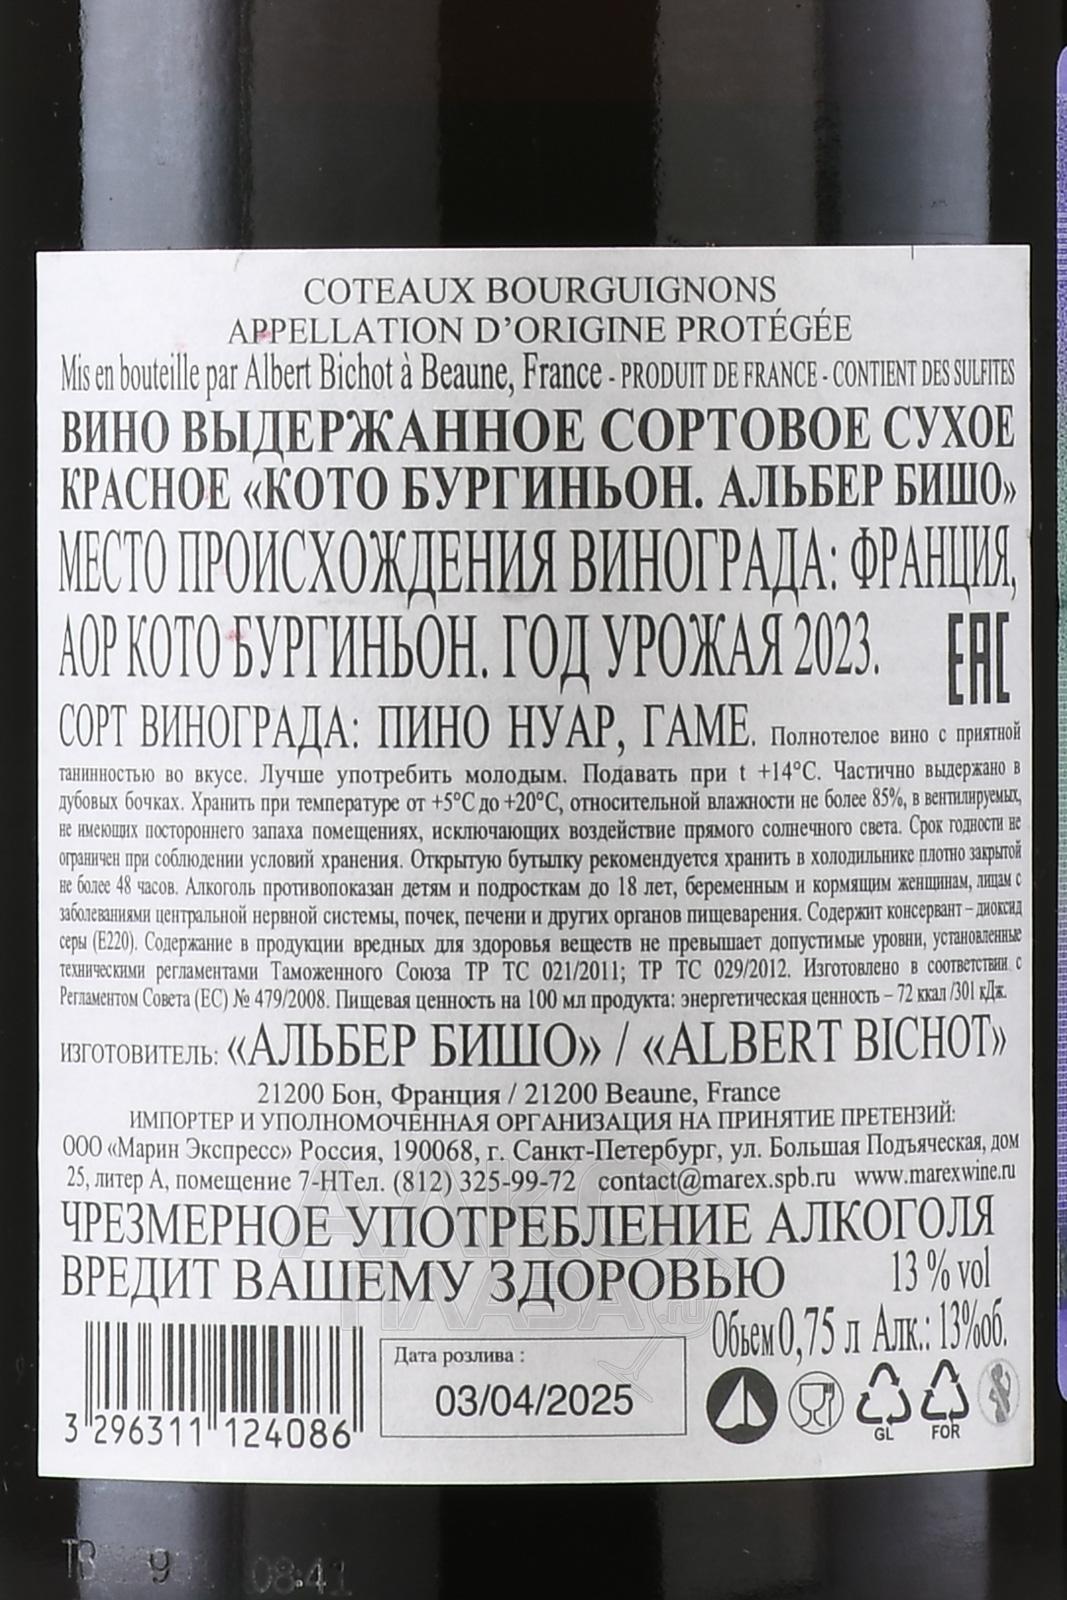 COTEAUX BOURGUIGNONS
APPELLATION D'ORIGINE PROTÉGÉE
Mis en bouteille par Albert Bichot à Beaune, France - PRODUIT DE FRANCE - CONTIENT DES SULFITES
ВИНО ВЫДЕРЖАННОЕ СОРТОВОЕ СУХОЕ
КРАСНОЕ «КОТО БУРГИНЬОН. АЛЬБЕР БИШО»
МЕСТО ПРОИСХОЖДЕНИЯ ВИНОГРАДА: ФРАНЦИЯ,
АОР КОТО БУРГИНЬОН. ГОД УРОЖАЯ 2023.
EAC
СОРТ ВИНОГРАДА: ПИНО НУАР, ГАМЕ. Полнотелое вино с приятной
танинностью во вкусе. Лучше употребить молодым. Подавать при t +14°С. Частично выдержано в
дубовых бочках. Хранить при температуре от +5°С до +20°С, относительной влажности не более 85%, в вентилируемых,
не имеющих постороннего запаха помещениях, исключающих воздействие прямого солнечного света. Срок годности не
ограничен при соблюдении условий хранения. Открытую бутылку рекомендуется хранить в холодильнике плотно закрытой
не более 48 часов. Алкоголь противопоказан детям и подросткам до 18 лет, беременным и кормящим женщинам, лицам с
заболеваниями центральной нервной системы, почек, печени и других органов пищеварения. Содержит консервант – диоксид
серы (Е220). Содержание в продукции вредных для здоровья веществ не превышает допустимые уровни, установленные
техническими регламентами Таможенного Союза ТР ТС 021/2011; ТР ТС 029/2012. Изготовлено в соответствии с
Регламентом Совета (ЕС) № 479/2008. Пищевая ценность на 100 мл продукта: энергетическая ценность – 72 ккал /301 кДж.
ИЗГОТОВИТЕЛЬ: «АЛЬБЕР БИШО» / «ALBERT BICHOT»
21200 Бон, Франция / 21200 Beaune, France
ИМПОРТЕР И УПОЛНОМОЧЕННАЯ ОРГАНИЗАЦИЯ НА ПРИНЯТИЕ ПРЕТЕНЗИЙ:
ООО «Марин Экспресс» Россия, 190068, г. Санкт-Петербург, ул. Большая Подъяческая, дом
25, литер А, помещение 7-НТел. (812) 325-99-72 contact@marex.spb.ru www.marexwine.ru
ЧРЕЗМЕРНОЕ УПОТРЕБЛЕНИЕ АЛКОГОЛЯ
ВРЕДИТ ВАШЕМУ ЗДОРОВЬЮ
13 % vol
Объем 0,75 л Алк.: 13%об.
Дата розлива :
03/04/2025
3 296311 124086
GL FOR
АЛКО
ПЛАЗА.ru
08:41